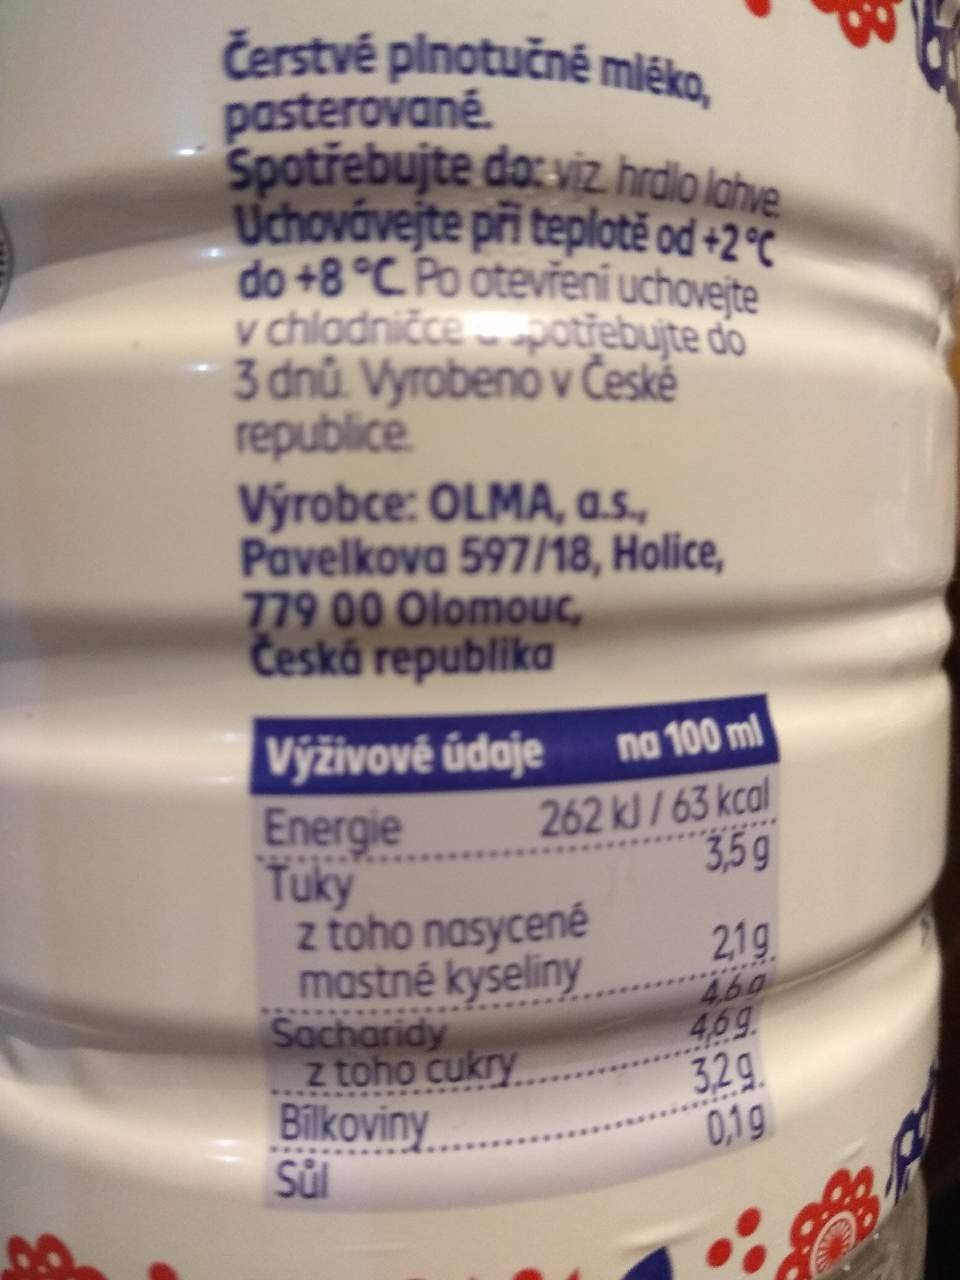 Čerstvé plnotučné mléko,
pasterované.
Spotřebujte do: viz. hrdlo lahve.
Uchovávejte při teplotě od +2 °C
do +8 °C. Po otevření uchovejte
v chladničce a spotřebujte do
3 dnů. Vyrobeno v České
republice.
Výrobce: OLMA, a.s.,
Pavelkova 597/18, Holice,
779 00 Olomouc,
Česká republika
Výživové údaje na 100 ml
Energie 262 kJ / 63 kcal
Tuky 3,5 g
z toho nasycené
mastné kyseliny 2,1 g
Sacharidy 4,6 g
z toho cukry 4,6 g
Bílkoviny 3,2 g
Sůl 0,1 g